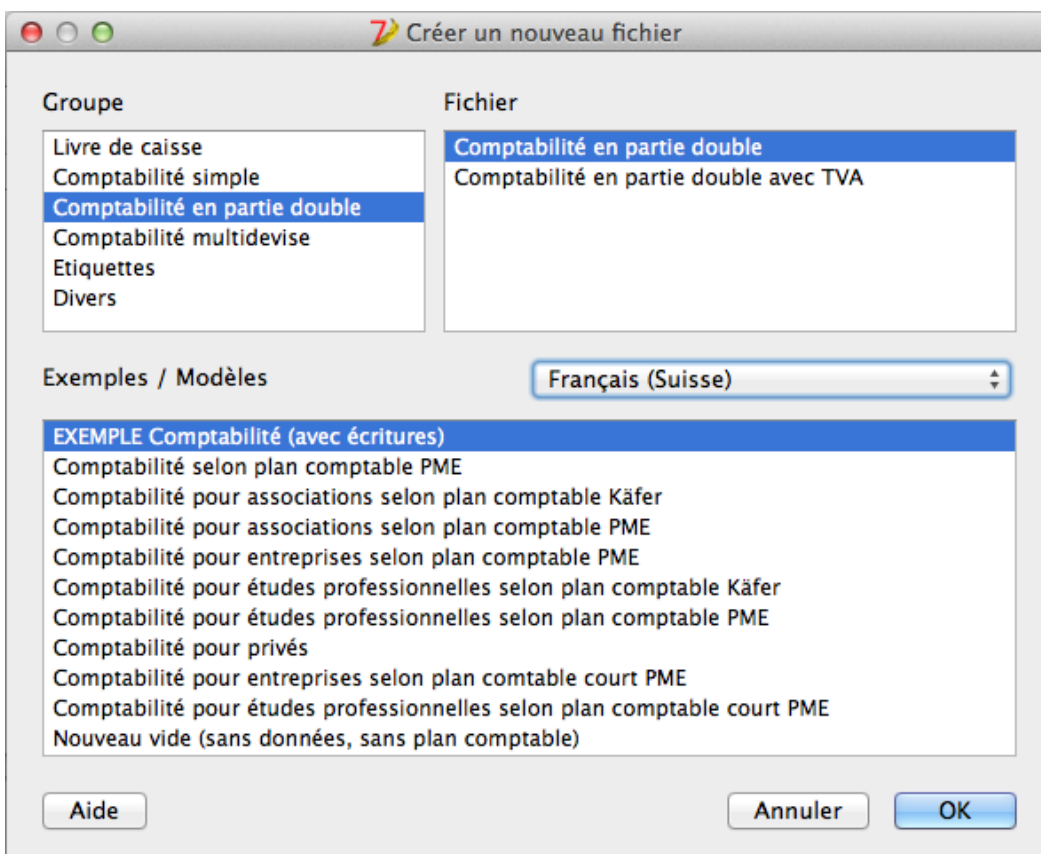 Créer un nouveau fichier
Groupe
Fichier
Livre de caisse
Comptabilité simple
Comptabilité en partie double
Comptabilité multidevise
Etiquettes
Divers
Comptabilité en partie double
Comptabilité en partie double avec TVA
Exemples / Modèles
Français (Suisse)
EXEMPLE Comptabilité (avec écritures)
Comptabilité selon plan comptable PME
Comptabilité pour associations selon plan comptable Käfer
Comptabilité pour associations selon plan comptable PME
Comptabilité pour entreprises selon plan comptable PME
Comptabilité pour études professionnelles selon plan comptable Käfer
Comptabilité pour études professionnelles selon plan comptable PME
Comptabilité pour privés
Comptabilité pour entreprises selon plan comtable court PME
Comptabilité pour études professionnelles selon plan comptable court PME
Nouveau vide (sans données, sans plan comptable)
Aide
Annuler
OK